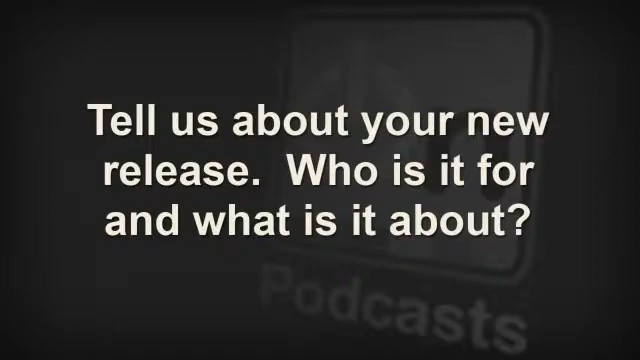 Tell us about your new
release.  Who is it for
and what is it about?
Podcasts